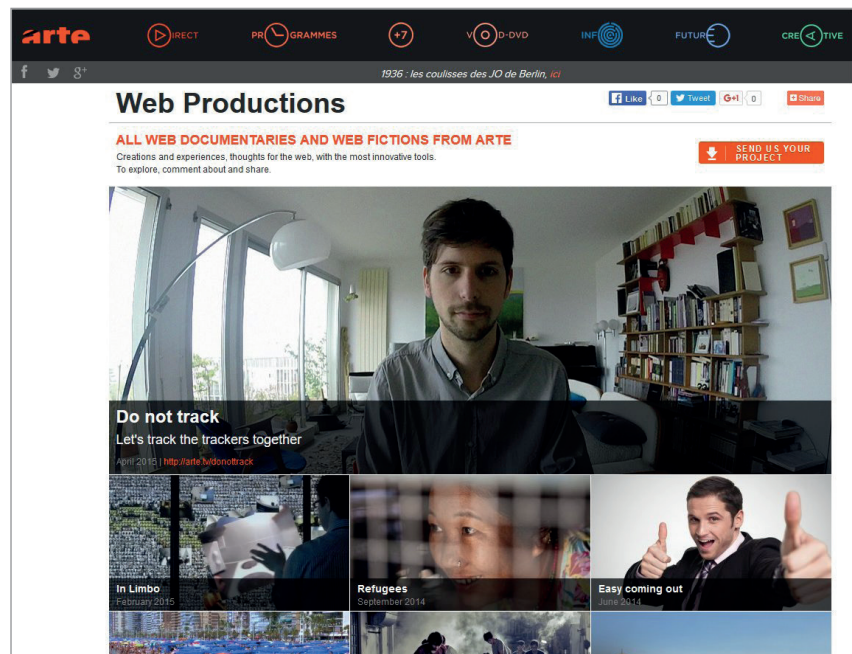 arte
DIRECT
PROGRAMMES
+7
VOD-DVD
INFO
FUTURE
CREATIVE
f
g+
1936 : les coulisses des JO de Berlin, ici
Web Productions
f Like 0
Tweet
G+1 0
Share
ALL WEB DOCUMENTARIES AND WEB FICTIONS FROM ARTE
Creations and experiences, thoughts for the web, with the most innovative tools.
To explore, comment about and share.
SEND US YOUR
PROJECT
Do not track
Let's track the trackers together
April 2015 | http://arte.tv/donottrack
In Limbo
February 2015
Refugees
September 2014
Easy coming out
June 2014